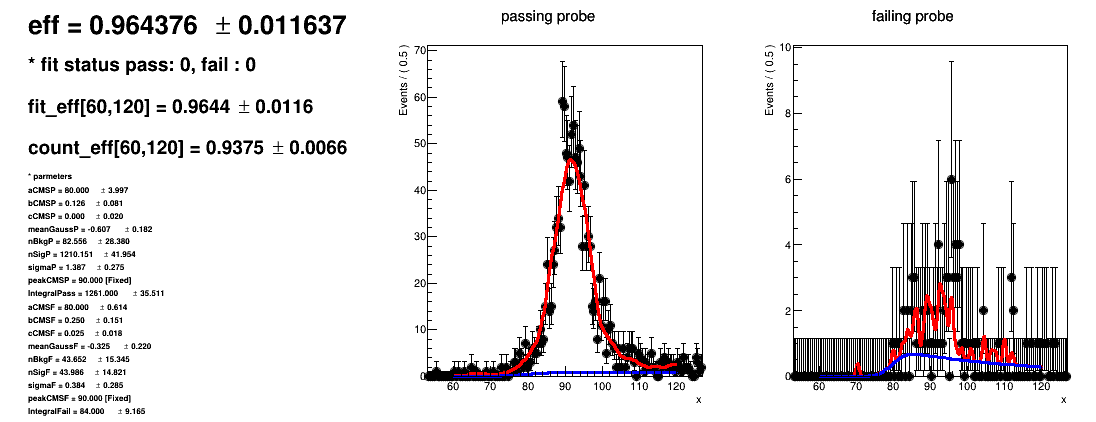 eff = 0.964376 ± 0.011637
* fit status pass: 0, fail : 0
fit_eff[60,120] = 0.9644 ± 0.0116
count_eff[60,120] = 0.9375 ± 0.0066
* parmeters
aCMSP = 80.000 ± 3.997
bCMSP = 0.126 ± 0.081
cCMSP = 0.000 ± 0.020
meanGaussP = -0.607 ± 0.182
nBkgP = 82.556 ± 28.380
nSigP = 1210.151 ± 41.954
sigmaP = 1.387 ± 0.275
peakCMSP = 90.000 [Fixed]
IntegralPass = 1261.000 ± 35.511
aCMSF = 80.000 ± 0.614
bCMSF = 0.250 ± 0.151
cCMSF = 0.025 ± 0.018
meanGaussF = -0.325 ± 0.220
nBkgF = 43.652 ± 15.345
nSigF = 43.986 ± 14.821
sigmaF = 0.384 ± 0.285
peakCMSF = 90.000 [Fixed]
IntegralFail = 84.000 ± 9.165
passing probe
Events / ( 0.5 )
70
60
50
40
30
20
10
0
60 70 80 90 100 110 120
x
failing probe
Events / ( 0.5 )
10
8
6
4
2
0
60 70 80 90 100 110 120
x